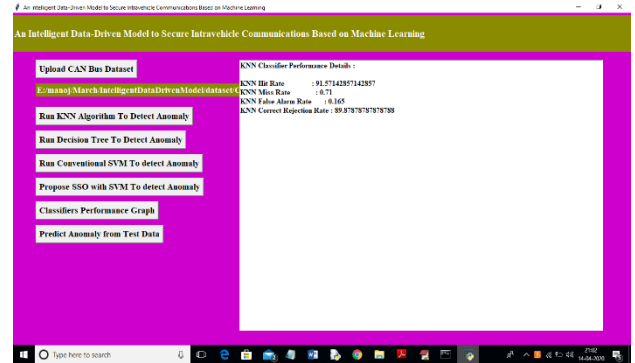 An Intelligent Data-Driven Model to Secure Intravehicle Communications Based on Machine Learning
An Intelligent Data-Driven Model to Secure Intravehicle Communications Based on Machine Learning
Upload CAN Bus Dataset
E:/manoj/March/IntelligentDataDrivenModel/dataset/C
Run KNN Algorithm To Detect Anomaly
Run Decision Tree To Detect Anomaly
Run Conventional SVM To detect Anomaly
Propose SSO with SVM To detect Anomaly
Classifiers Performance Graph
Predict Anomaly from Test Data
KNN Classifier Performance Details :
KNN Hit Rate : 91.57142857142857
KNN Miss Rate : 0.71
KNN False Alarm Rate : 0.165
KNN Correct Rejection Rate : 89.87878787878788
Type here to search
21:02
14-04-2020